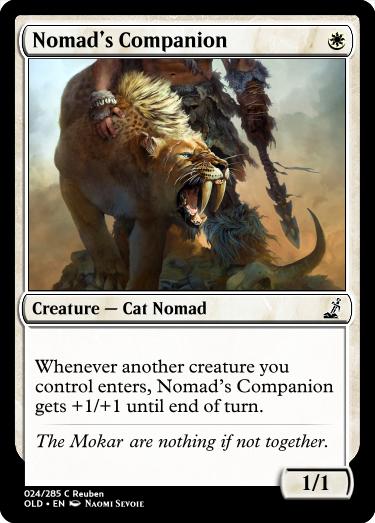 Nomad's Companion
Creature — Cat Nomad
Whenever another creature you
control enters, Nomad's Companion
gets +1/+1 until end of turn.
The Mokar are nothing if not together.
024/285 C Reuben
OLD • EN Naomi Sevoie
1/1